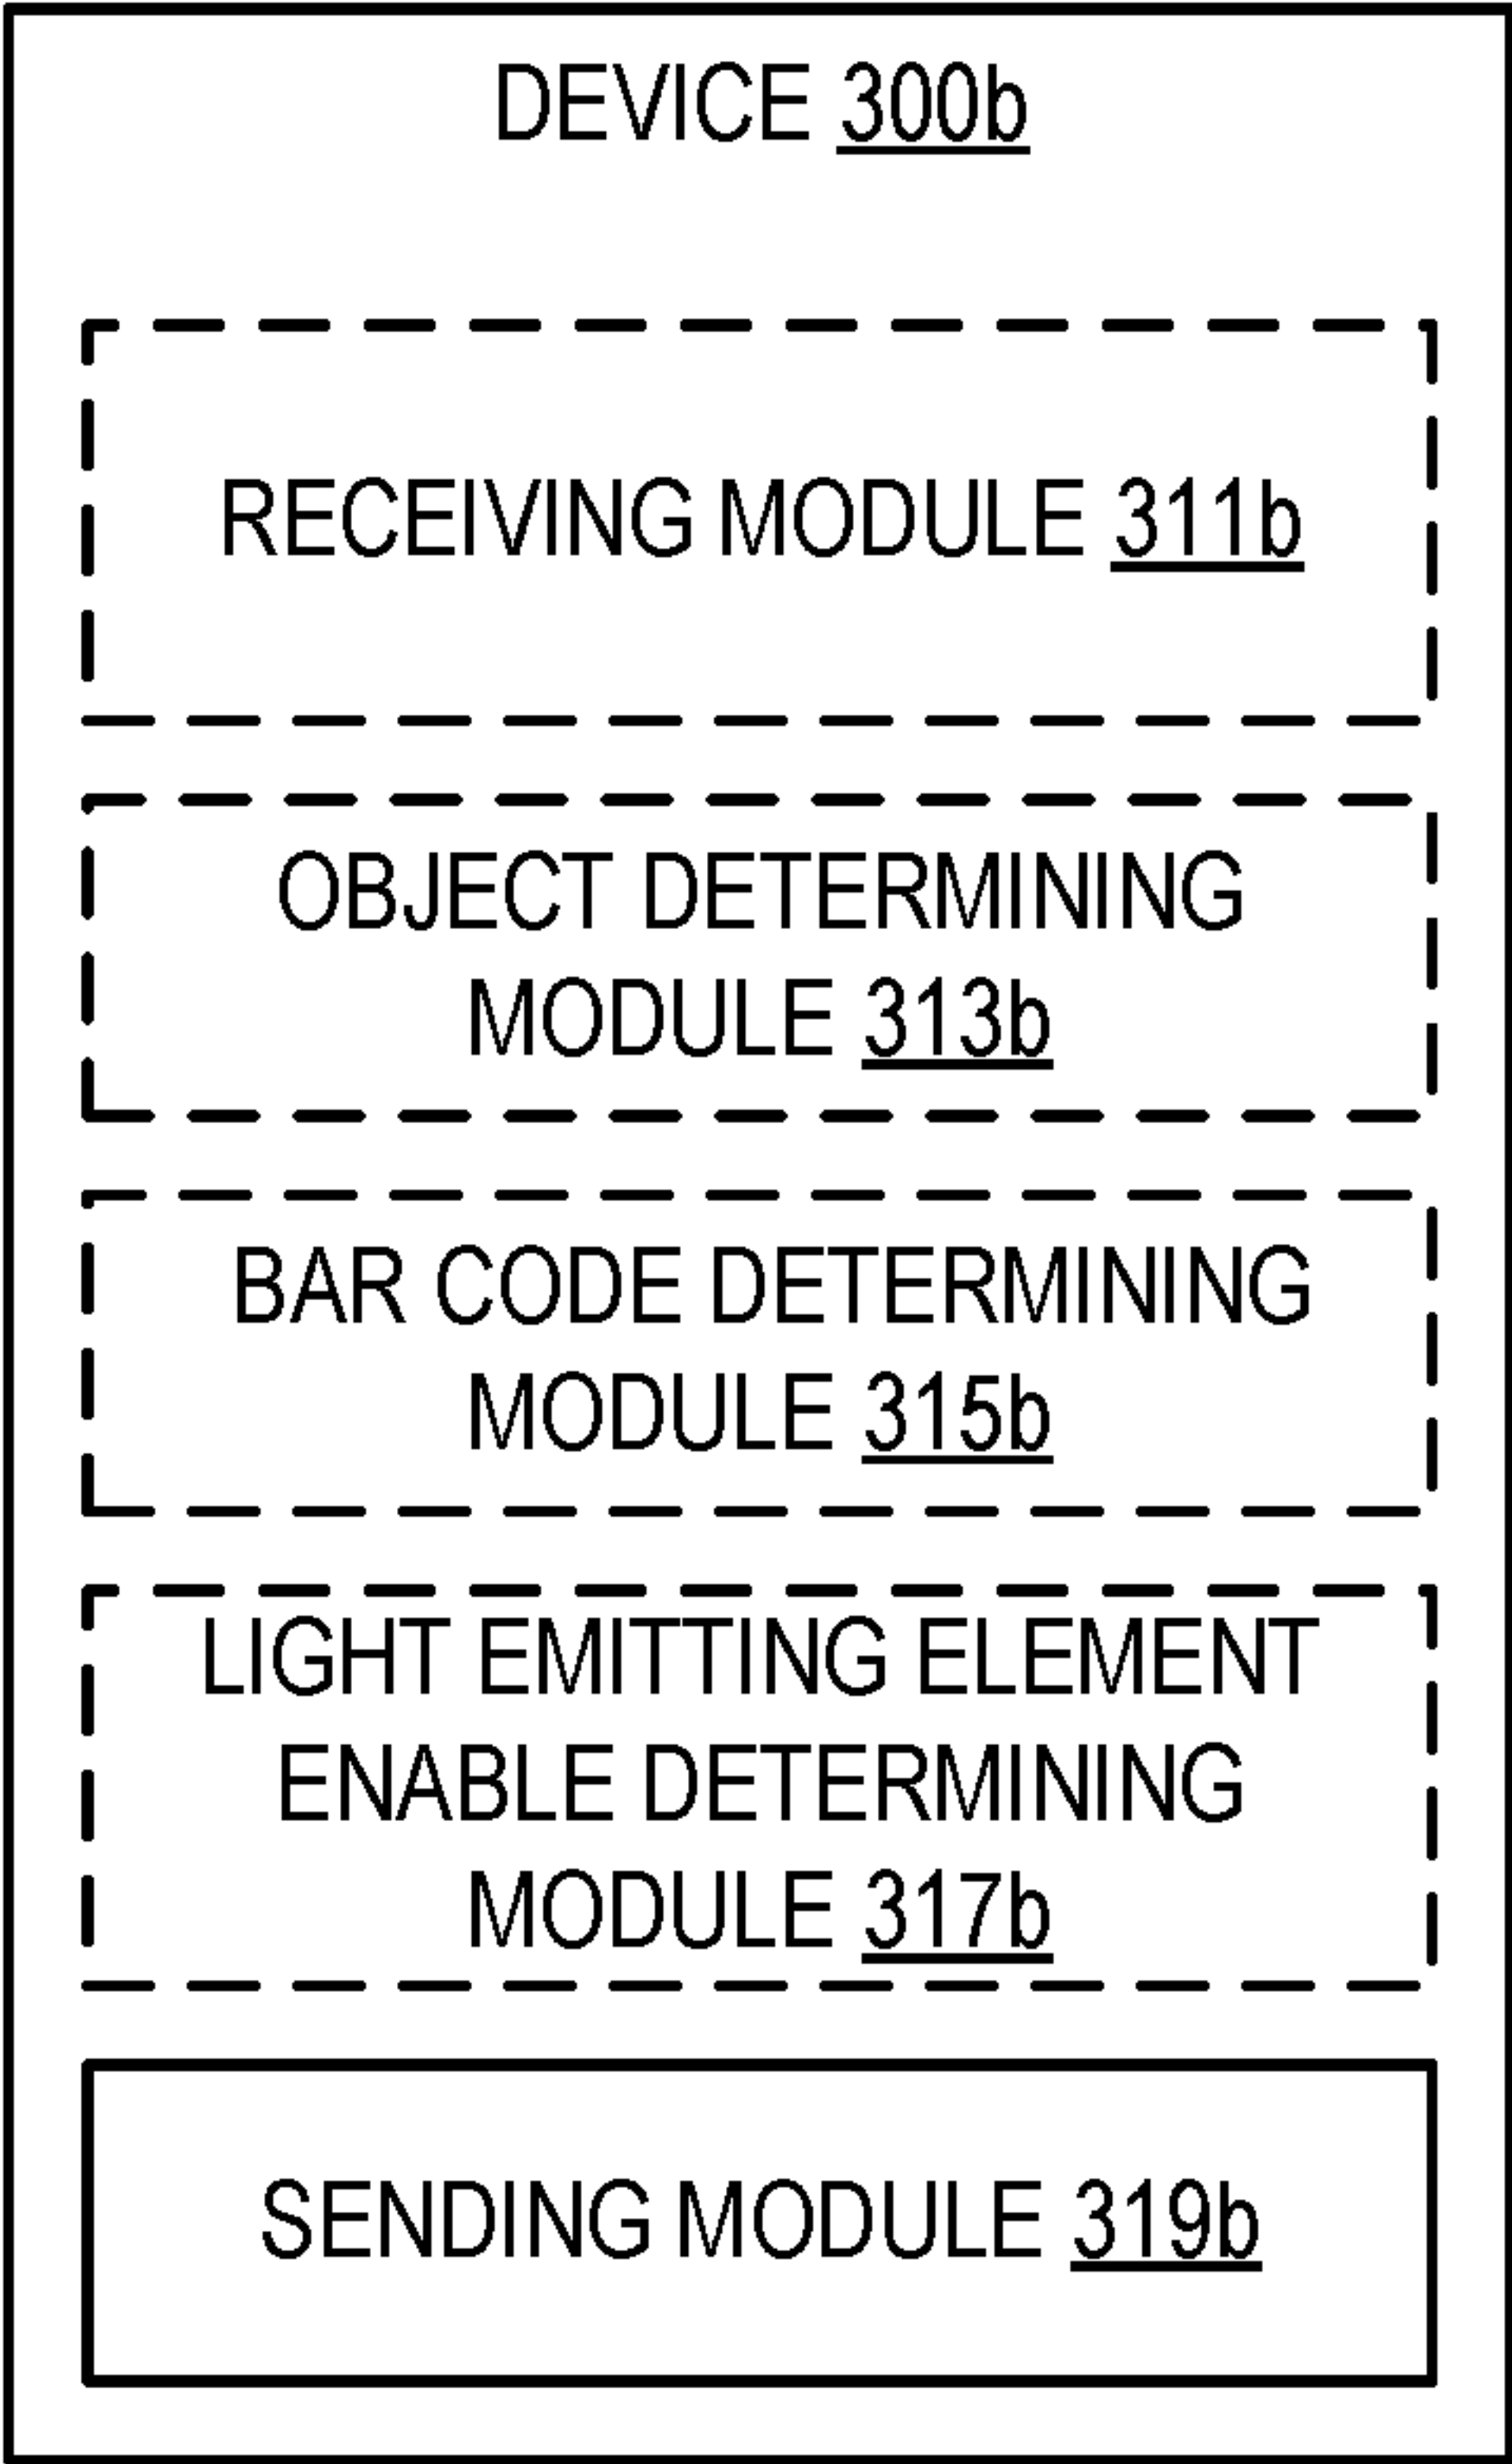 DEVICE 300b
RECEIVING MODULE 311b
OBJECT DETERMINING
MODULE 313b
BAR CODE DETERMINING
MODULE 315b
LIGHT EMITTING ELEMENT
ENABLE DETERMINING
MODULE 317b
SENDING MODULE 319b